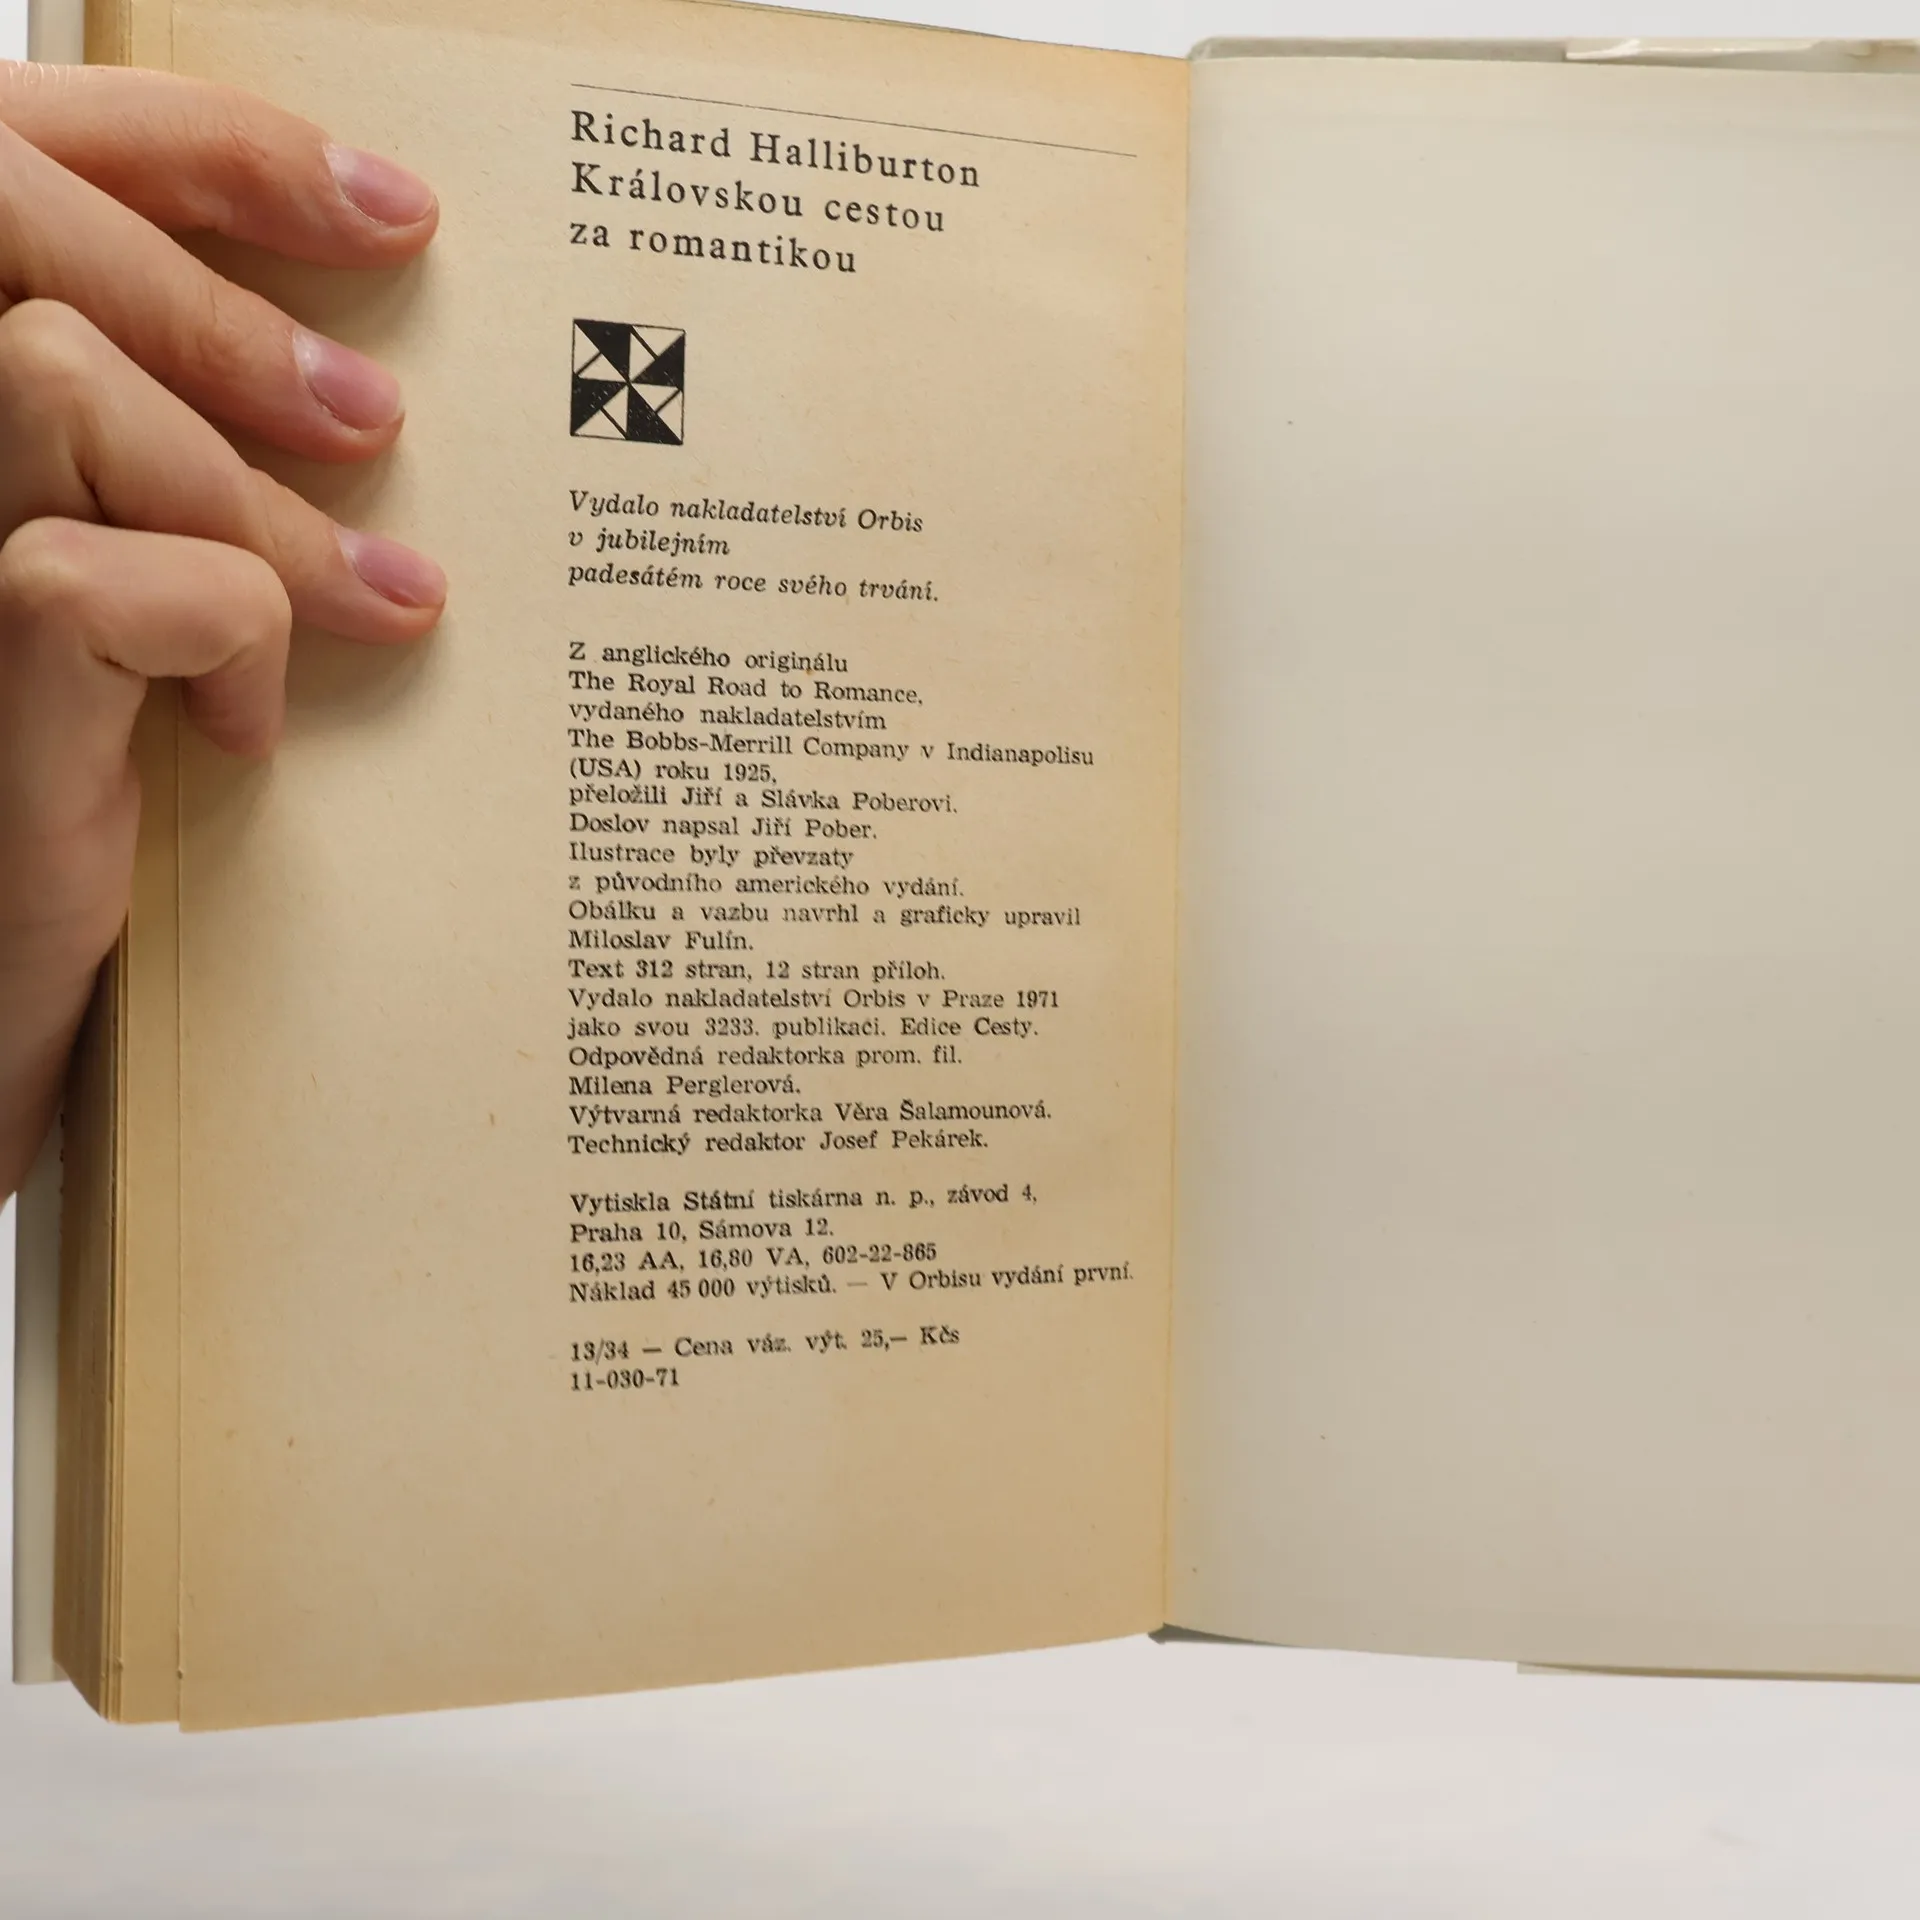 Richard Halliburton
Královskou cestou
za romantikou
Vydalo nakladatelství Orbis
v jubilejním
padesátém roce svého trvání.
Z anglického originálu
The Royal Road to Romance,
vydaného nakladatelstvím
The Bobbs-Merrill Company v Indianapolisu
(USA) roku 1925,
přeložili Jiří a Slávka Poberovi.
Doslov napsal Jiří Pober.
Ilustrace byly převzaty
z původního amerického vydání.
Obálku a vazbu navrhl a graficky upravil
Miloslav Fulín.
Text 312 stran, 12 stran příloh.
Vydalo nakladatelství Orbis v Praze 1971
jako svou 3233. publikaci. Edice Cesty.
Odpovědná redaktorka prom. fil.
Milena Perglerová.
Výtvarná redaktorka Věra Šalamounová.
Technický redaktor Josef Pekárek.
Vytiskla Státní tiskárna n. p., závod 4,
Praha 10, Sámova 12.
16,23 AA, 16,80 VA, 602-22-865
Náklad 45 000 výtisků. — V Orbisu vydání první.
13/34 — Cena váz. výt. 25,— Kčs
11-030-71